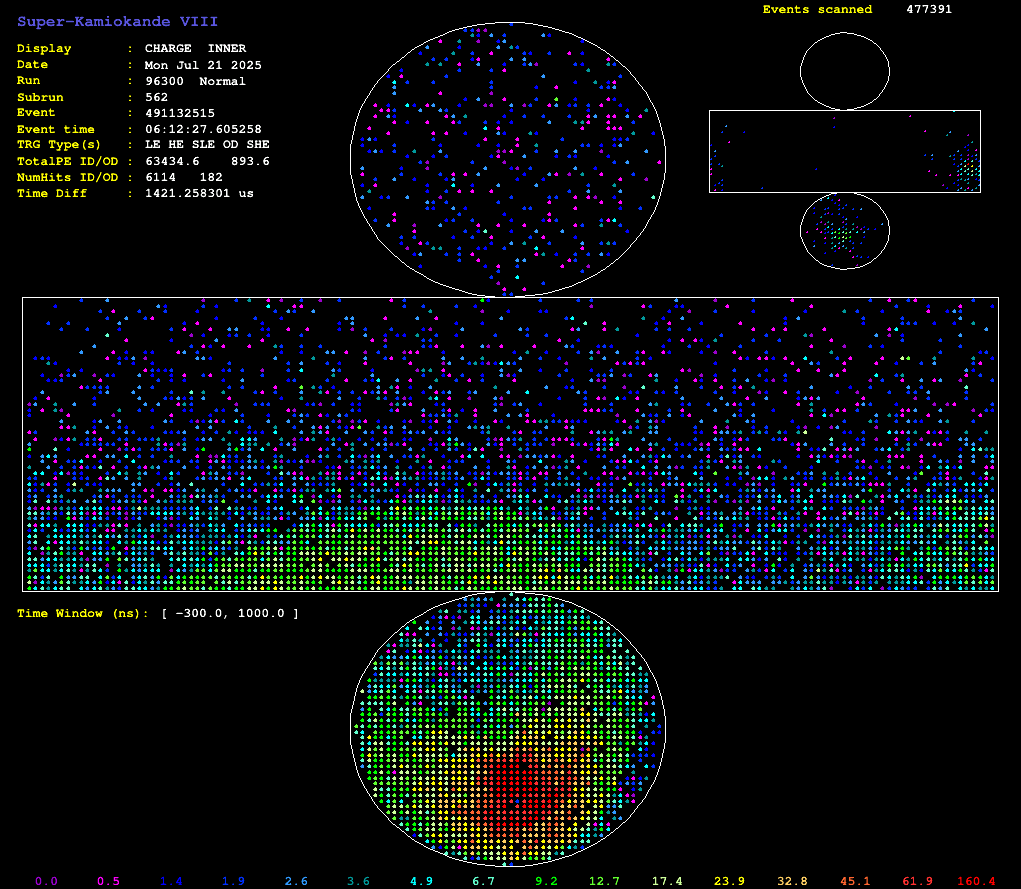 Super-Kamiokande VIII
Events scanned 477391
Display : CHARGE INNER
Date : Mon Jul 21 2025
Run : 96300 Normal
Subrun : 562
Event : 491132515
Event time : 06:12:27.605258
TRG Type(s) : LE HE SLE OD SHE
TotalPE ID/OD : 63434.6 893.6
NumHits ID/OD : 6114 182
Time Diff : 1421.258301 us
Time Window (ns): [ -300.0, 1000.0 ]
0.0 0.5 1.4 1.9 2.6 3.6 4.9 6.7 9.2 12.7 17.4 23.9 32.8 45.1 61.9 160.4